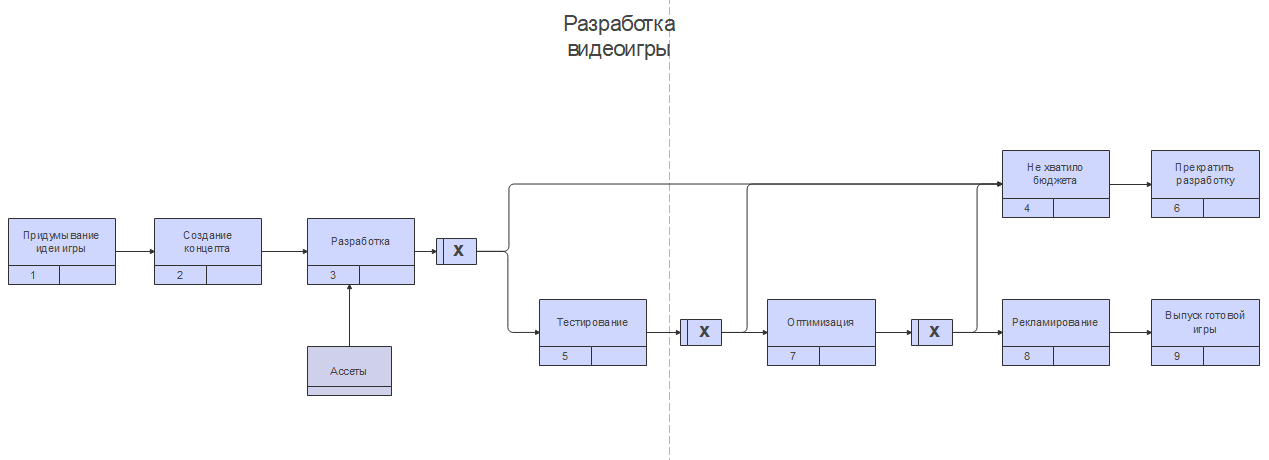 Разработка
видеоигры
Не хватило
бюджета
4
Прекратить
разработку
6
Придумывание
идеи игры
1
Создание
концепта
2
Разработка
3
X
Тестирование
5
X
Оптимизация
7
X
Рекламирование
8
Выпуск готовой
игры
9
Ассеты